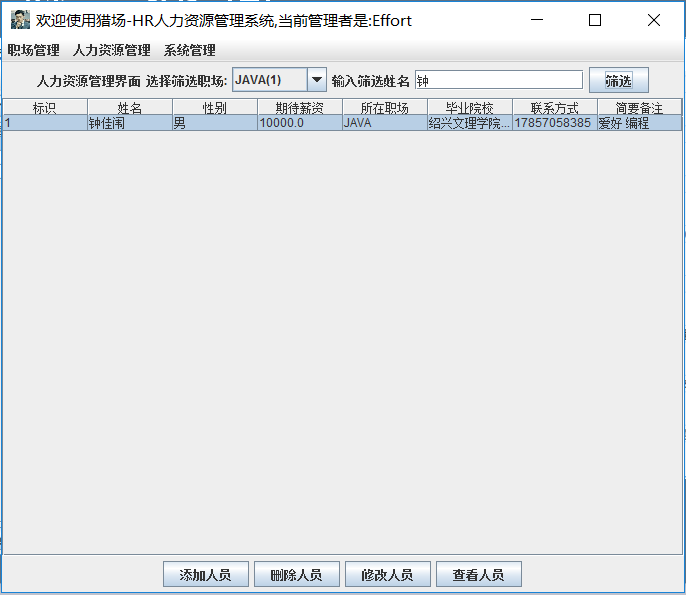 欢迎使用猎场-HR人力资源管理系统,当前管理者是:Effort
职场管理 人力资源管理 系统管理
人力资源管理界面 选择筛选职场: JAVA(1) 输入筛选姓名 钟 筛选
标识 姓名 性别 期待薪资 所在职场 毕业院校 联系方式 简要备注
1 钟佳闱 男 10000.0 JAVA 绍兴文理学院... 17857058385 爱好 编程
添加人员 删除人员 修改人员 查看人员